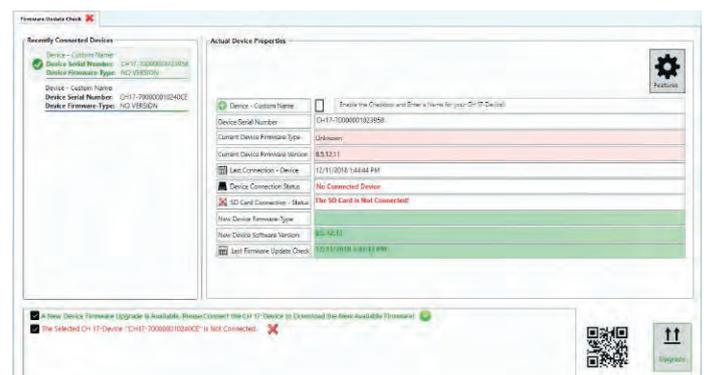 Firmware Update Check
Recently Connected Devices
Device - Custom Name
Device Serial Number: CH17-70000001023958
Device Firmware-Type: NO VERSION
Device - Custom Name
Device Serial Number: CH17-700000010240CE
Device Firmware-Type: NO VERSION
Actual Device Properties
Features
Device - Custom Name
Enable the Checkbox and Enter a Name for your CH 17-Device!
Device Serial Number
CH17-70000001023958
Current Device Firmware Type
Unknown
Current Device Firmware Version
8.5.12.11
Last Connection - Device
12/11/2018 1:44:44 PM
Device Connection Status
No Connected Device
SD Card Connection - Status
The SD Card is Not Connected!
New Device Firmware-Type
New Device Software Version
Last Firmware Update Check
A New Device Firmware Upgrade is Available. Please Connect the CH 17-Device to Download the New Available Firmware!
The Selected CH 17-Device "CH17-700000010240CE" is Not Connected.
Upgrade